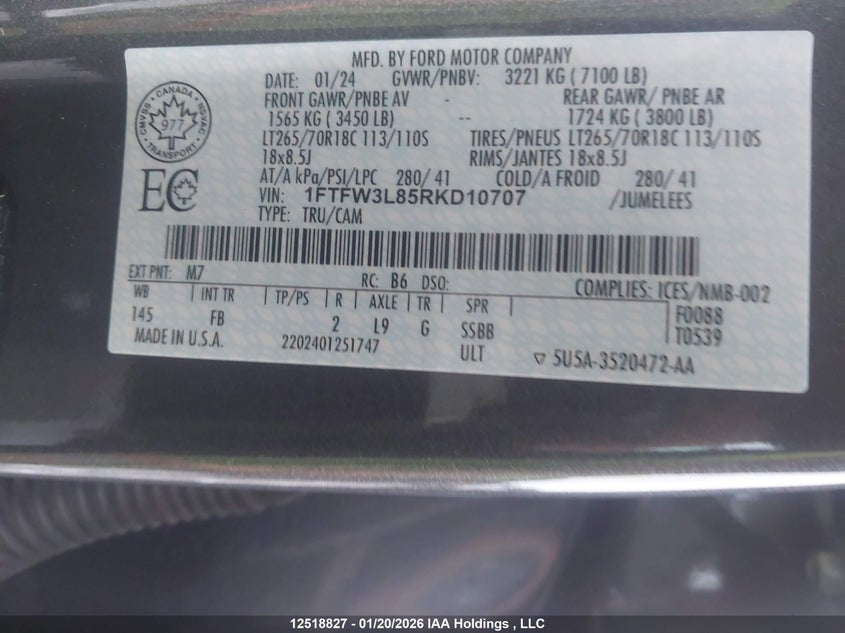 MFD. BY FORD MOTOR COMPANY
DATE: 01/24 GVWR/PNBV: 3221 KG ( 7100 LB)
FRONT GAWR/PNBE AV - REAR GAWR/ PNBE AR
1565 KG ( 3450 LB) -- 1724 KG ( 3800 LB)
LT265/70R18C 113/110S TIRES/PNEUS LT265/70R18C 113/110S
18x8.5J RIMS/JANTES 18x8.5J
AT/A kPa/PSI/LPC 280/ 41 COLD/A FROID 280/ 41
VIN: 1FTFW3L85RKD10707 /JUMELEES
TYPE: TRU/CAM
CANADA
CMVSS NSVAC
977
TRANSPORT
EC
EXT PNT: M7 RC: B6 DSO: COMPLIES: ICES/NMB-002
WB INT TR TP/PS R AXLE TR SPR F0088
145 FB 2 L9 G SSBB T0539
MADE IN U.S.A. 2202401251747 ULT ▽ 5U5A-3520472-AA
12518827 - 01/20/2026 IAA Holdings , LLC